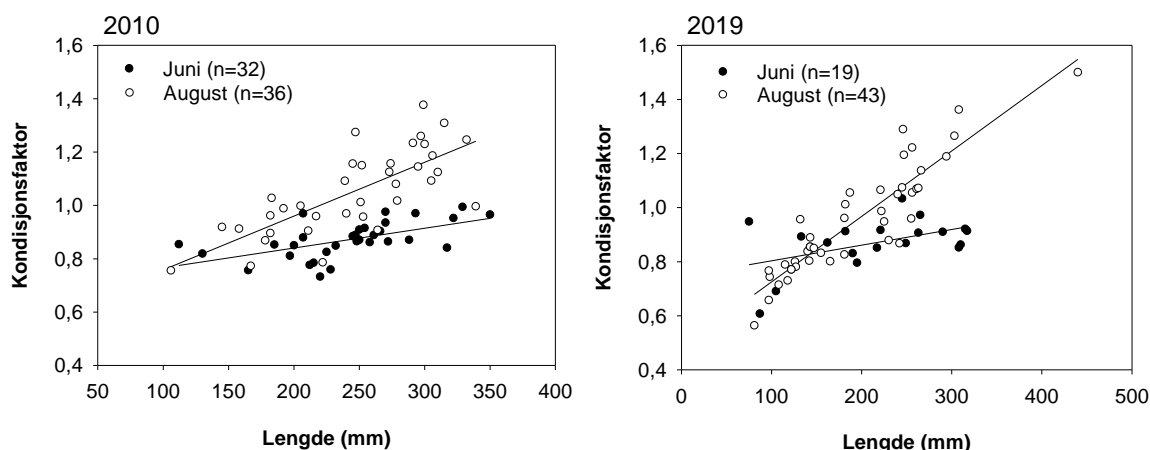 2010
1,6
1,4
1,2
1,0
0,8
0,6
0,4
Kondisjonsfaktor
Juni (n=32)
August (n=36)
50 100 150 200 250 300 350 400
Lengde (mm)
2019
1,6
1,4
1,2
1,0
0,8
0,6
0,4
Kondisjonsfaktor
Juni (n=19)
August (n=43)
0 100 200 300 400 500
Lengde (mm)